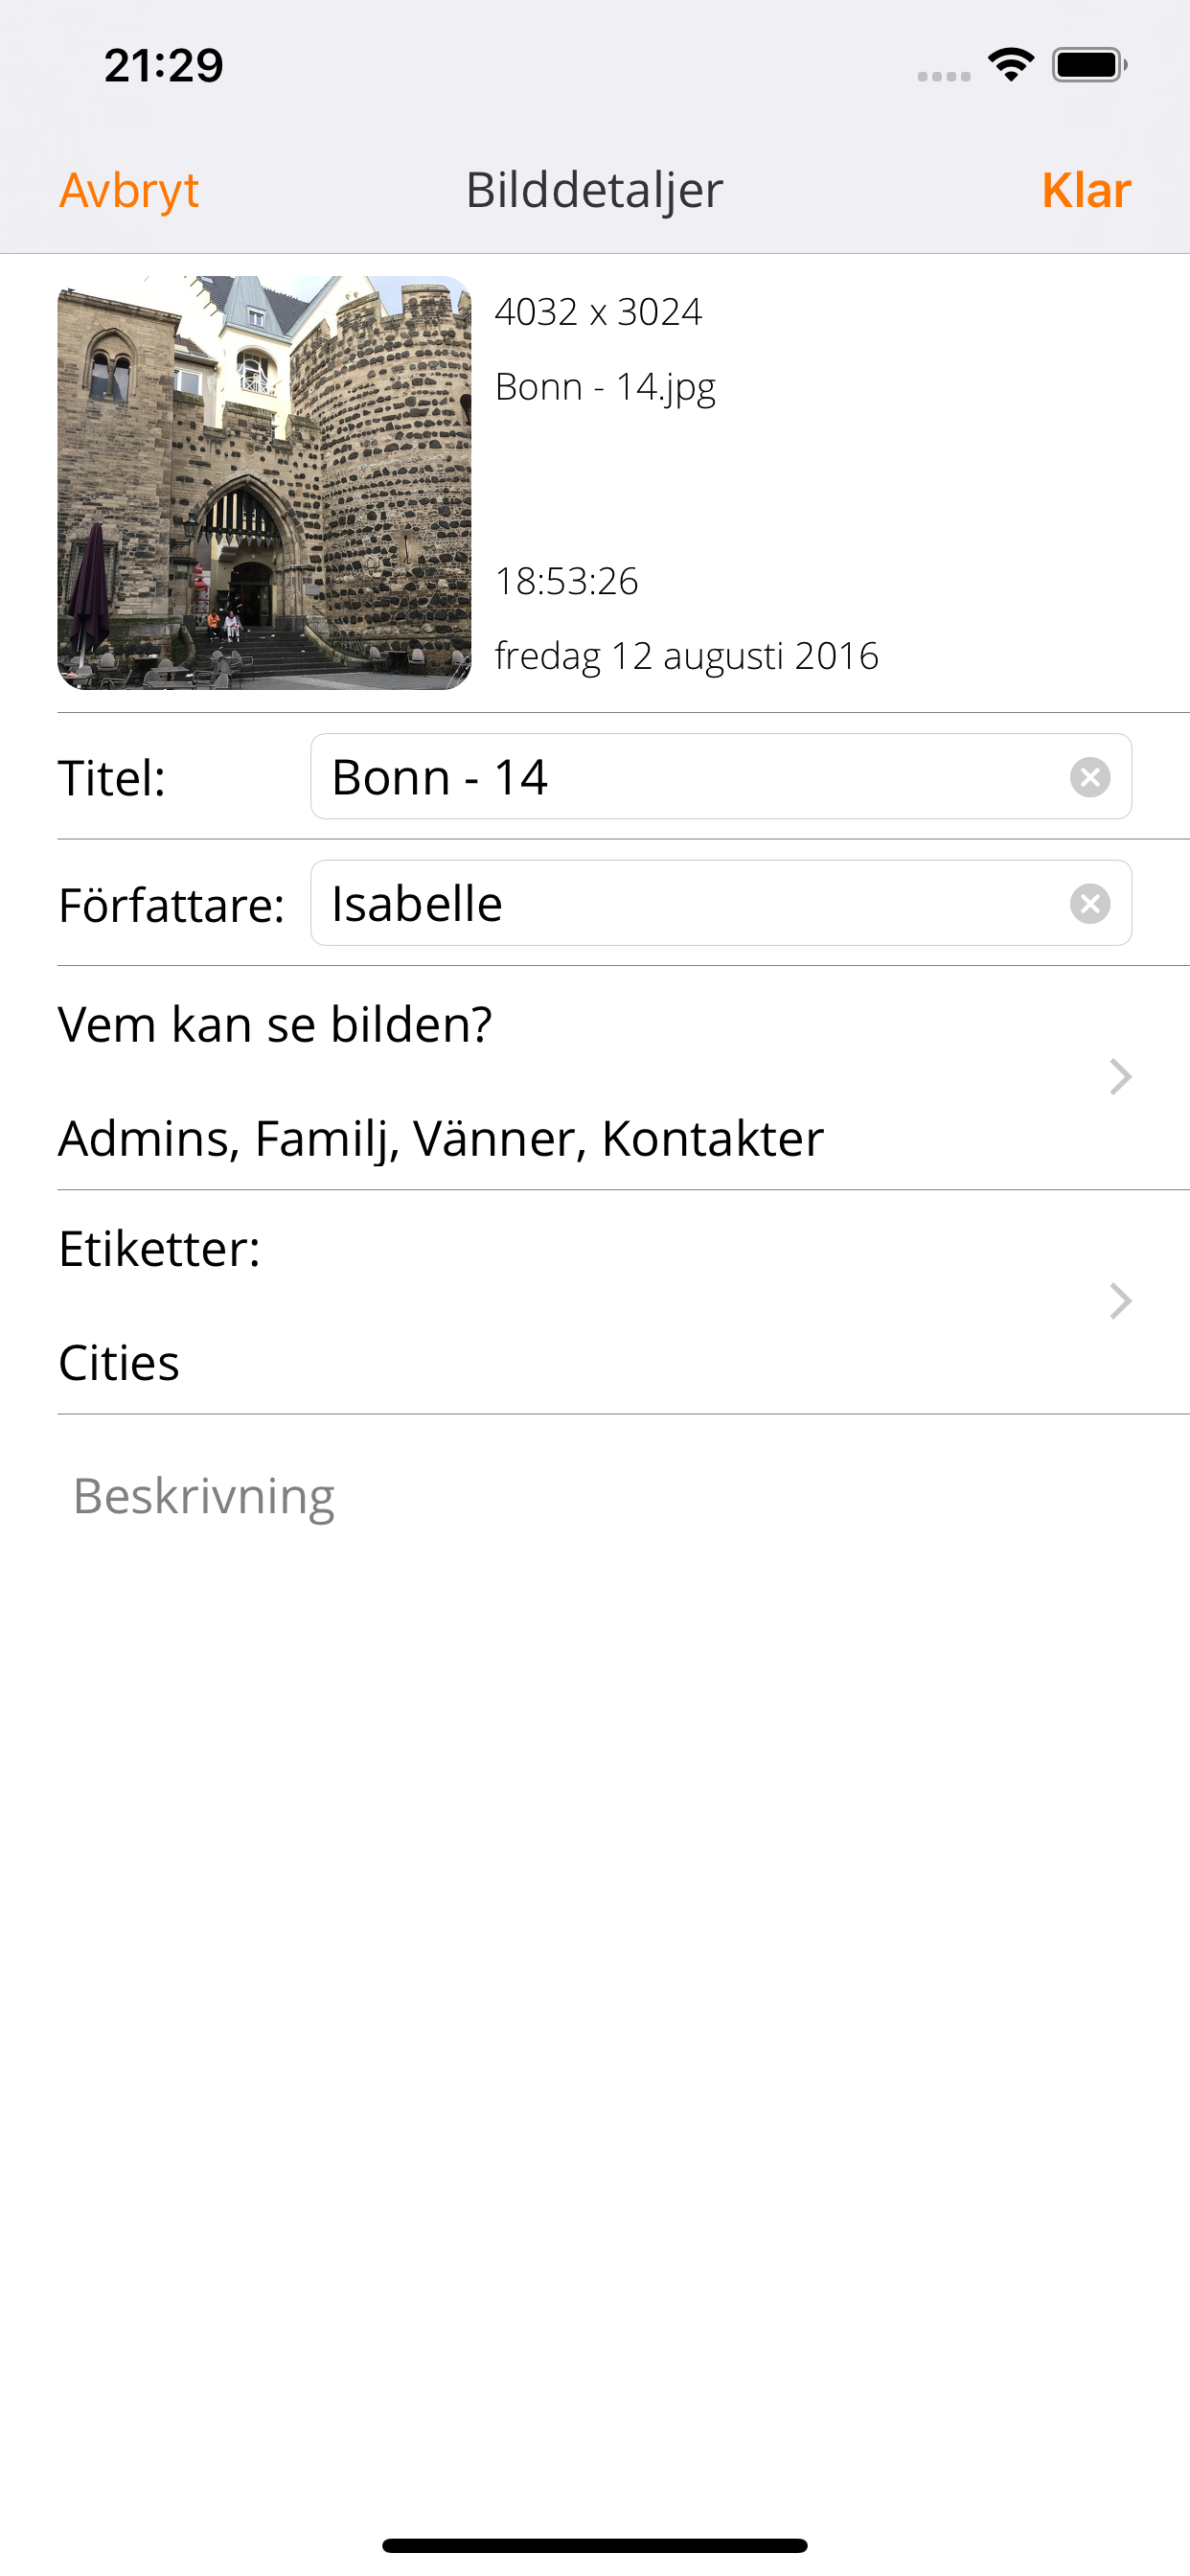 21:29
Avbryt Bilddetaljer Klar
4032 x 3024
Bonn - 14.jpg
18:53:26
fredag 12 augusti 2016
Titel: Bonn - 14
Författare: Isabelle
Vem kan se bilden?
Admins, Familj, Vänner, Kontakter
Etiketter:
Cities
Beskrivning